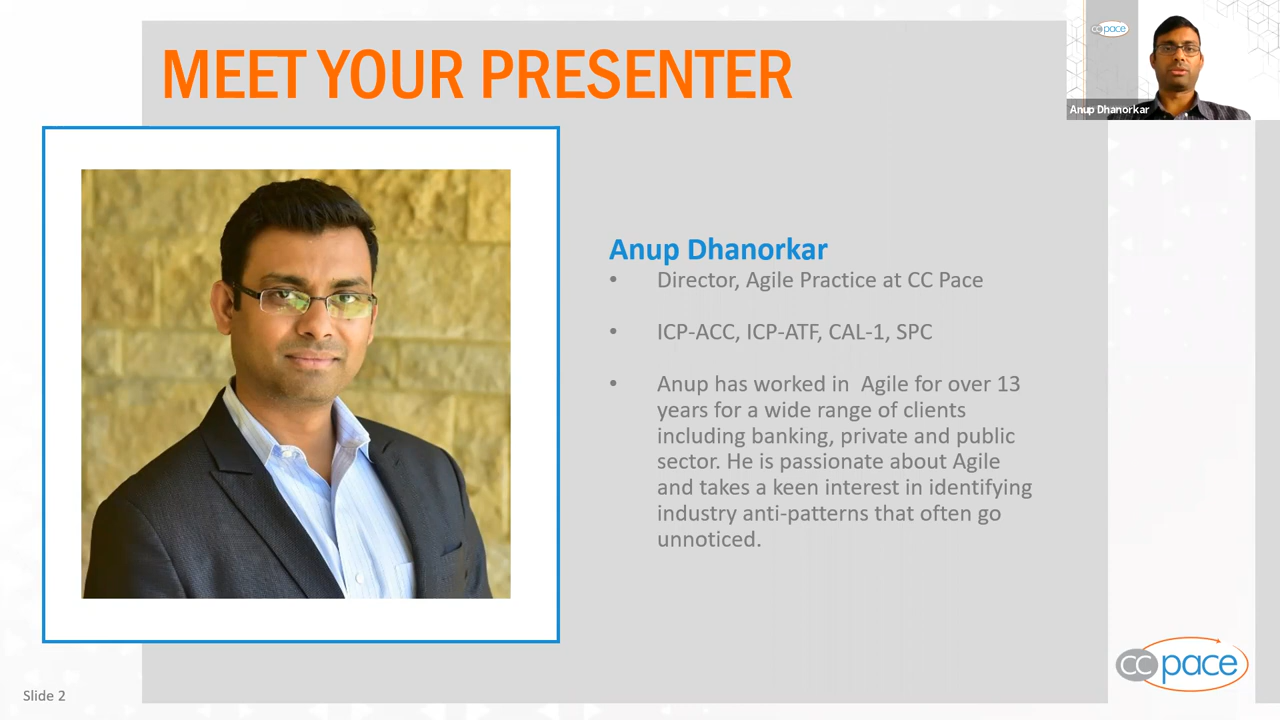 MEET YOUR PRESENTER
cc pace
Anup Dhanorkar
Anup Dhanorkar
• Director, Agile Practice at CC Pace
• ICP-ACC, ICP-ATF, CAL-1, SPC
• Anup has worked in  Agile for over 13
years for a wide range of clients
including banking, private and public
sector. He is passionate about Agile
and takes a keen interest in identifying
industry anti-patterns that often go
unnoticed.
cc pace
Slide 2